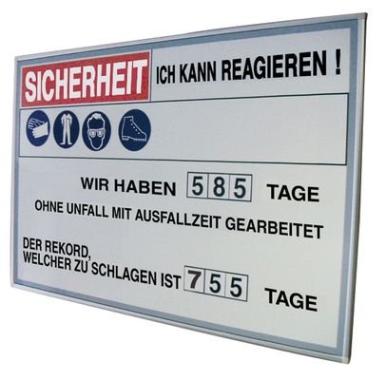 SICHERHEIT ICH KANN REAGIEREN !
WIR HABEN 585 TAGE
OHNE UNFALL MIT AUSFALLZEIT GEARBEITET
DER REKORD,
WELCHER ZU SCHLAGEN IST 755 TAGE